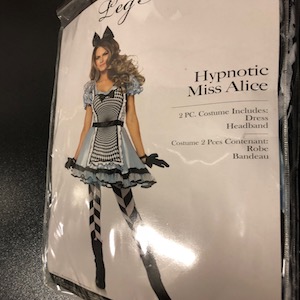 Leg
Hypnotic
Miss Alice
2 PC. Costume Includes:
Dress
Headband
Costume 2 Pces Contenant:
Robe
Bandeau